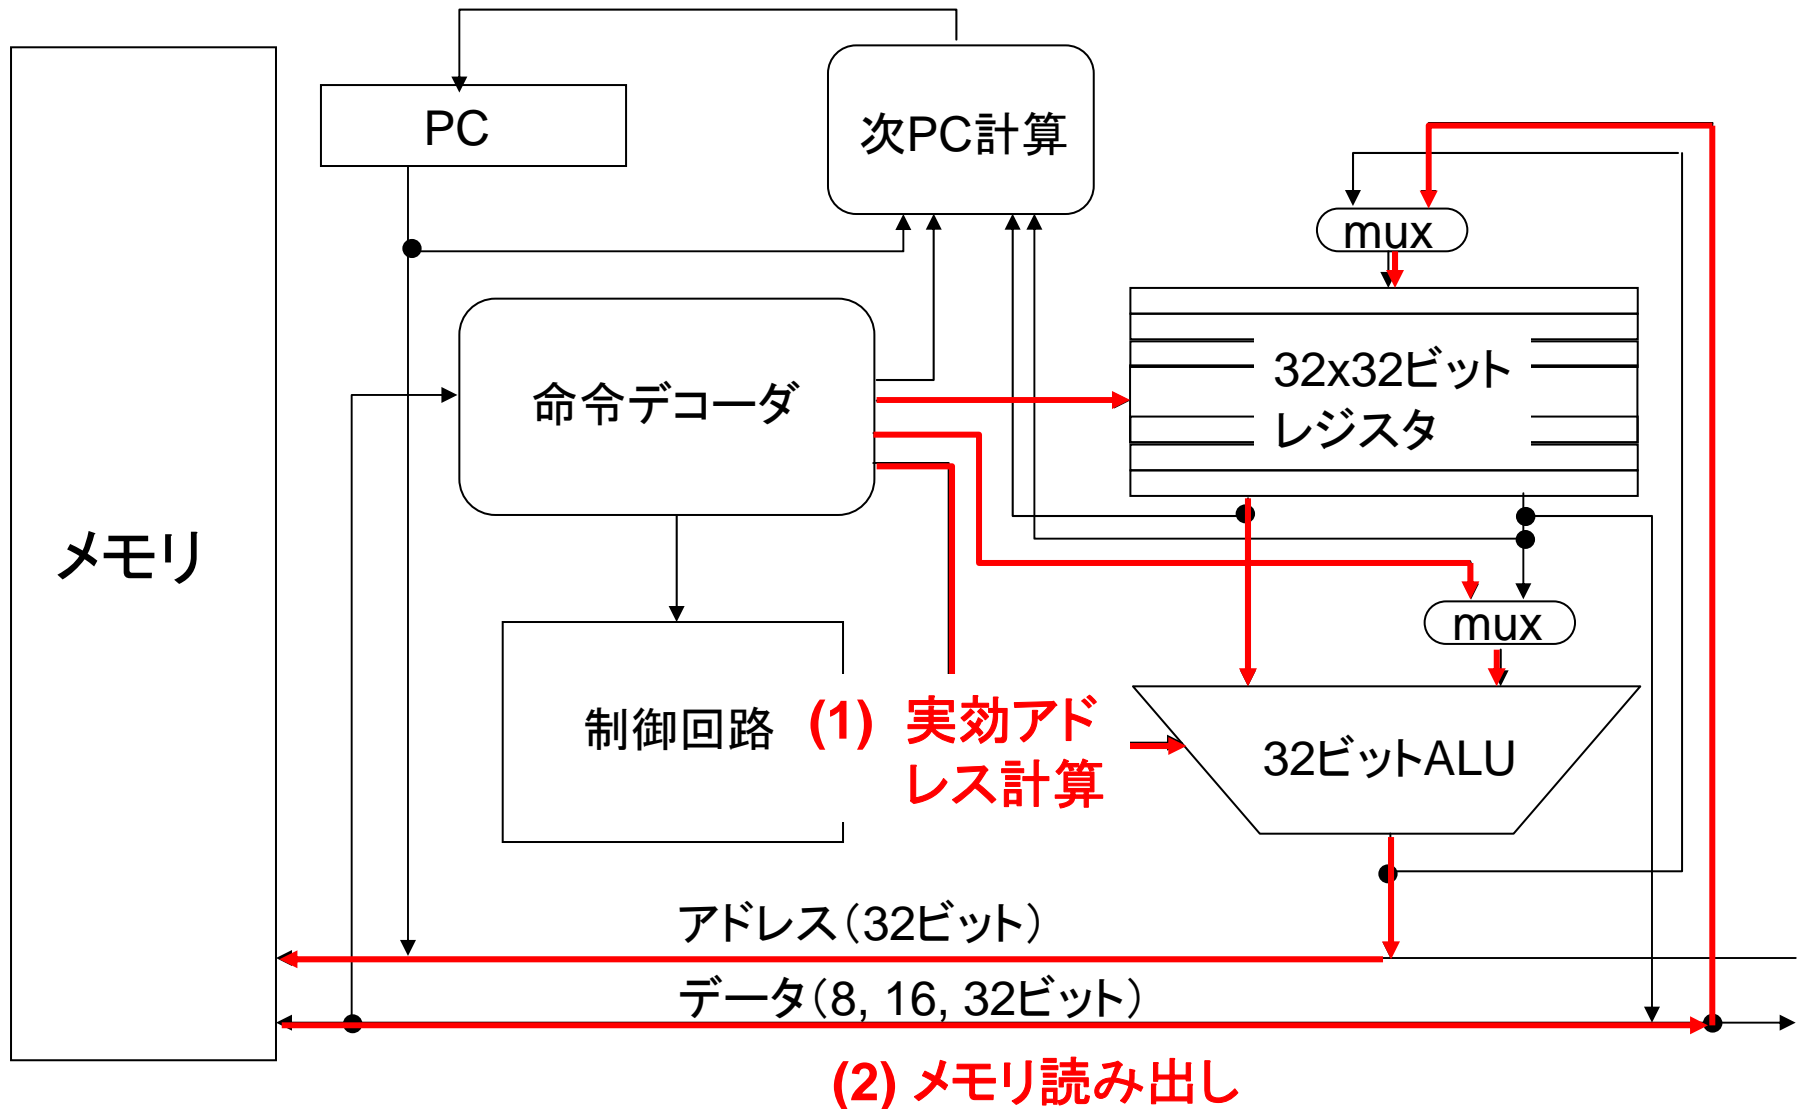 PC
次PC計算
mux
命令デコーダ
32x32ビット
レジスタ
メモリ
mux
制御回路
(1) 実効アド
レス計算
32ビットALU
アドレス(32ビット)
データ(8, 16, 32ビット)
(2) メモリ読み出し